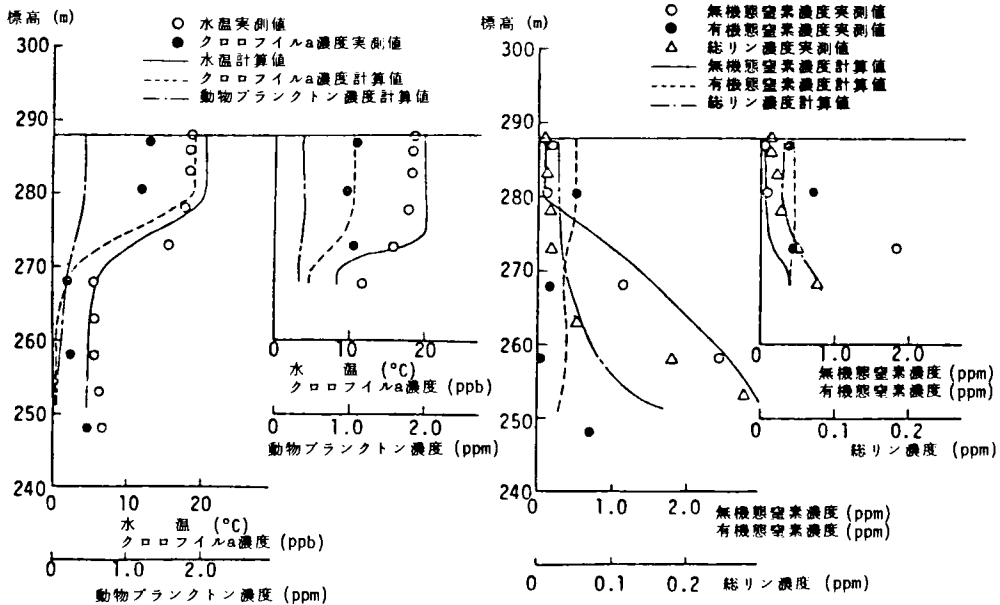 標高 (m)
○ 水温実測値
● クロロフイルa濃度実測値
水温計算値
クロロフイルa濃度計算値
動物プランクトン濃度計算値
300
290
280
270
260
250
240
0 10 20
水 温 (°C)
クロロフイルa濃度 (ppb)
0 1.0 2.0
動物プランクトン濃度 (ppm)
0 10 20
水 温 (°C)
クロロフイルa濃度 (ppb)
0 1.0 2.0
動物プランクトン濃度 (ppm)
標高 (m)
○ 無機態窒素濃度実測値
● 有機態窒素濃度実測値
△ 総リン濃度実測値
無機態窒素濃度計算値
有機態窒素濃度計算値
総リン濃度計算値
300
290
280
270
260
250
240
0 1.0 2.0
無機態窒素濃度 (ppm)
有機態窒素濃度 (ppm)
0 0.1 0.2
総リン濃度 (ppm)
0 1.0 2.0
無機態窒素濃度 (ppm)
有機態窒素濃度 (ppm)
0 0.1 0.2
総リン濃度 (ppm)